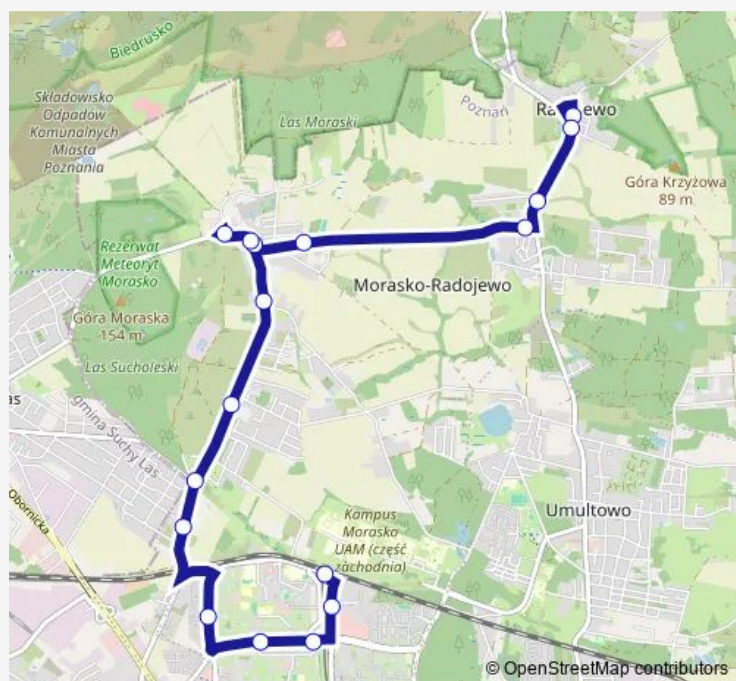 Biedrusko
Składowisko
Odpadów
Komunalnych
Miasta
Poznania
Las Moraski
Poznań
Góra Krzyżowa
89 m
Rezerwat
Meteoryt
Morasko
Morasko-Radojewo
Góra Moraska
154 m
Las Sucholeski
as
gmina Suchy Las
Obornicka
Kampus
Morasko
UAM (część
zachodnia)
Umultowo
© OpenStreetMap contributors